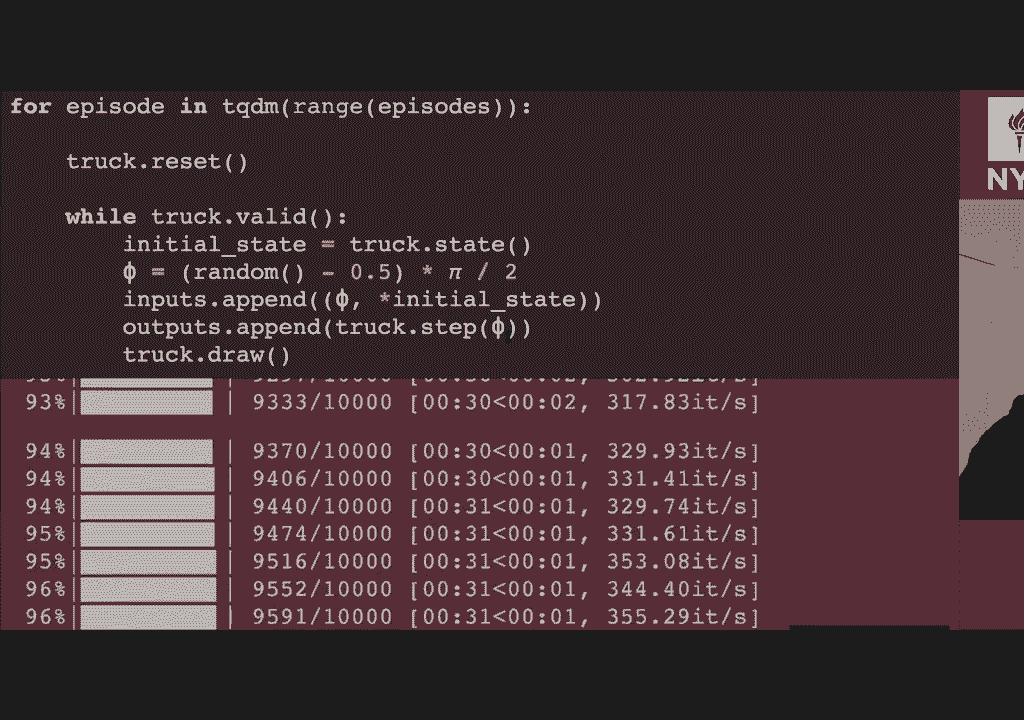 for episode in tqdm(range(episodes)):
truck.reset()
while truck.valid():
initial_state = truck.state()
ϕ = (random() - 0.5) * π / 2
inputs.append((ϕ, *initial_state))
outputs.append(truck.step(ϕ))
truck.draw()
93%| | 9333/10000 [00:30<00:02, 317.83it/s]
94%| | 9370/10000 [00:30<00:01, 329.93it/s]
94%| | 9406/10000 [00:30<00:01, 331.41it/s]
94%| | 9440/10000 [00:31<00:01, 329.74it/s]
95%| | 9474/10000 [00:31<00:01, 331.61it/s]
95%| | 9516/10000 [00:31<00:01, 353.08it/s]
96%| | 9552/10000 [00:31<00:01, 344.40it/s]
96%| | 9591/10000 [00:31<00:01, 355.29it/s]
NY